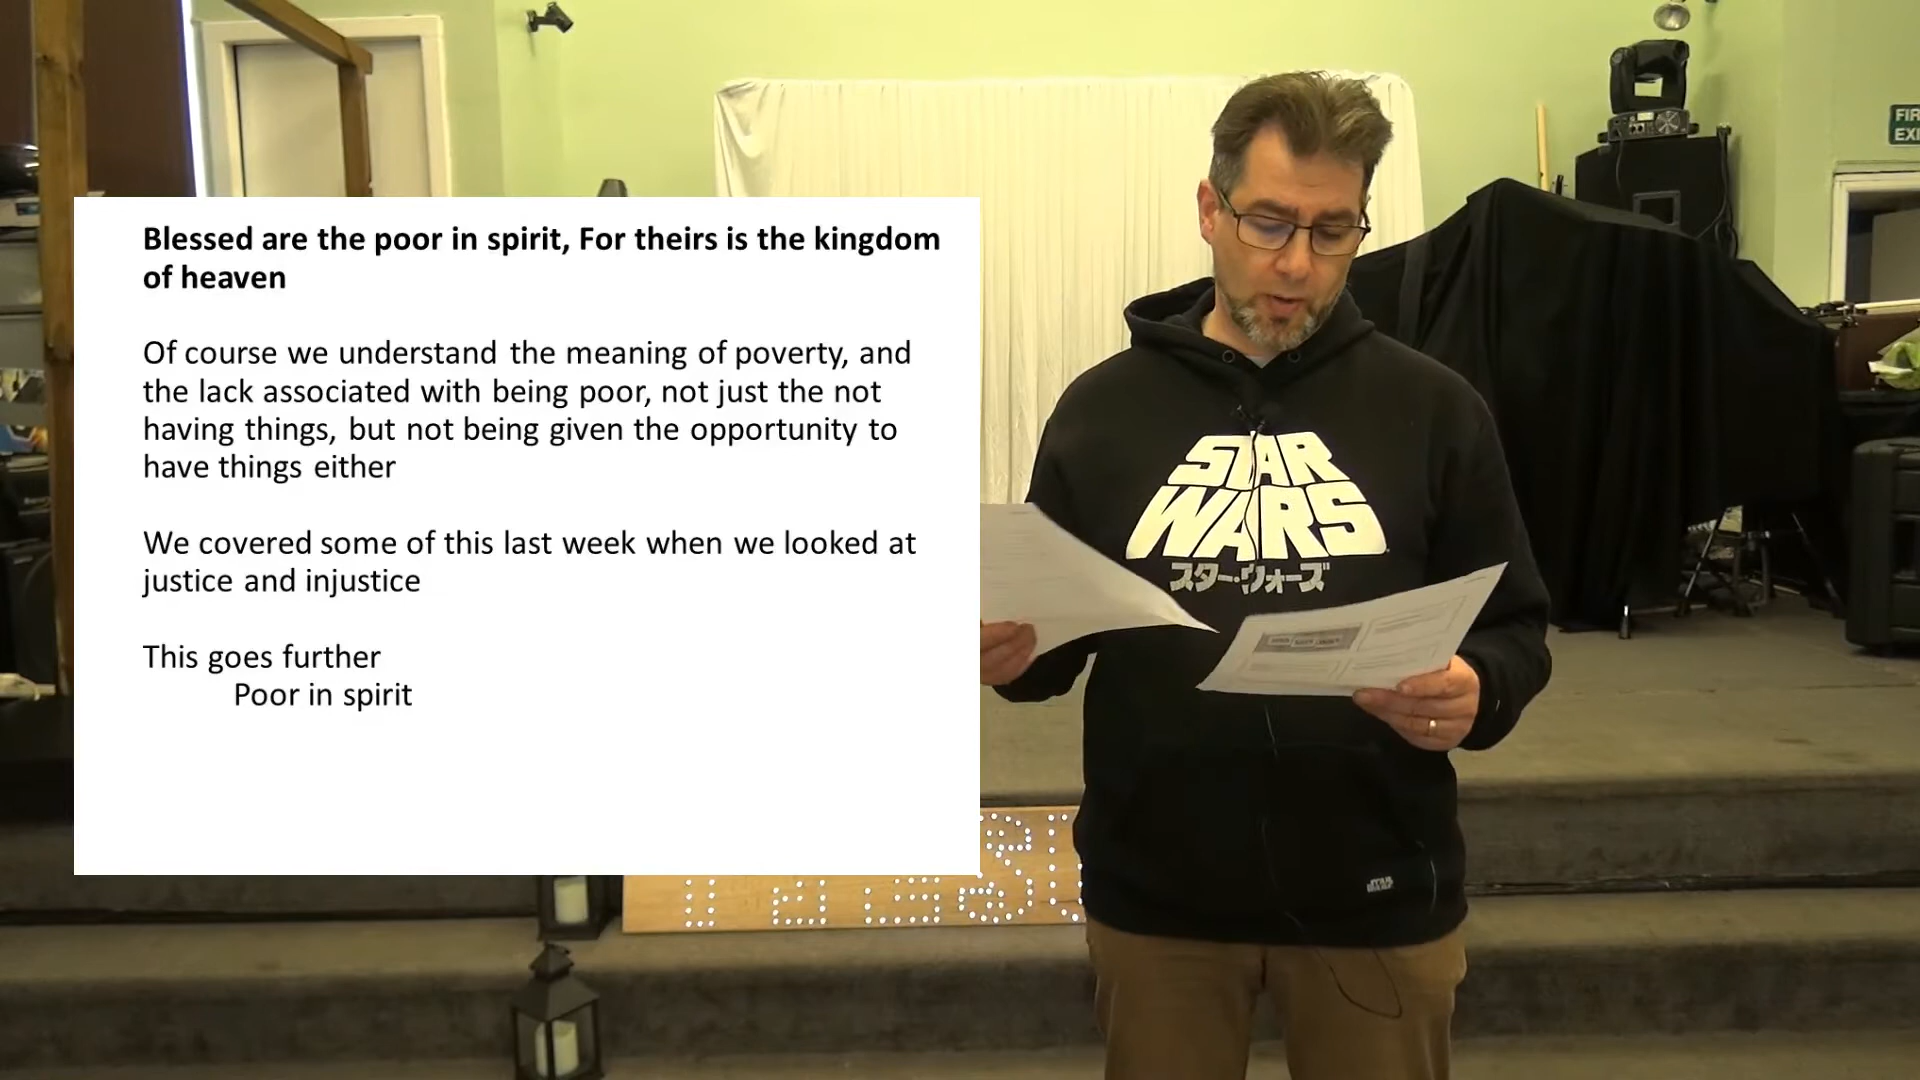 Blessed are the poor in spirit, For theirs is the kingdom
of heaven
Of course we understand the meaning of poverty, and
the lack associated with being poor, not just the not
having things, but not being given the opportunity to
have things either
We covered some of this last week when we looked at
justice and injustice
This goes further
Poor in spirit
STAR
WARS
スター・ウォーズ
STAR
WARS